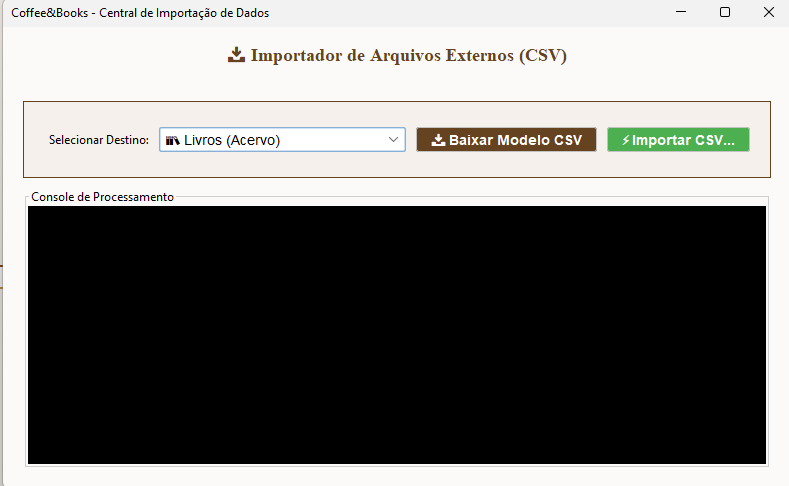 Coffee&Books - Central de Importação de Dados
Importador de Arquivos Externos (CSV)
Selecionar Destino: Livros (Acervo) Baixar Modelo CSV ⚡Importar CSV...
Console de Processamento